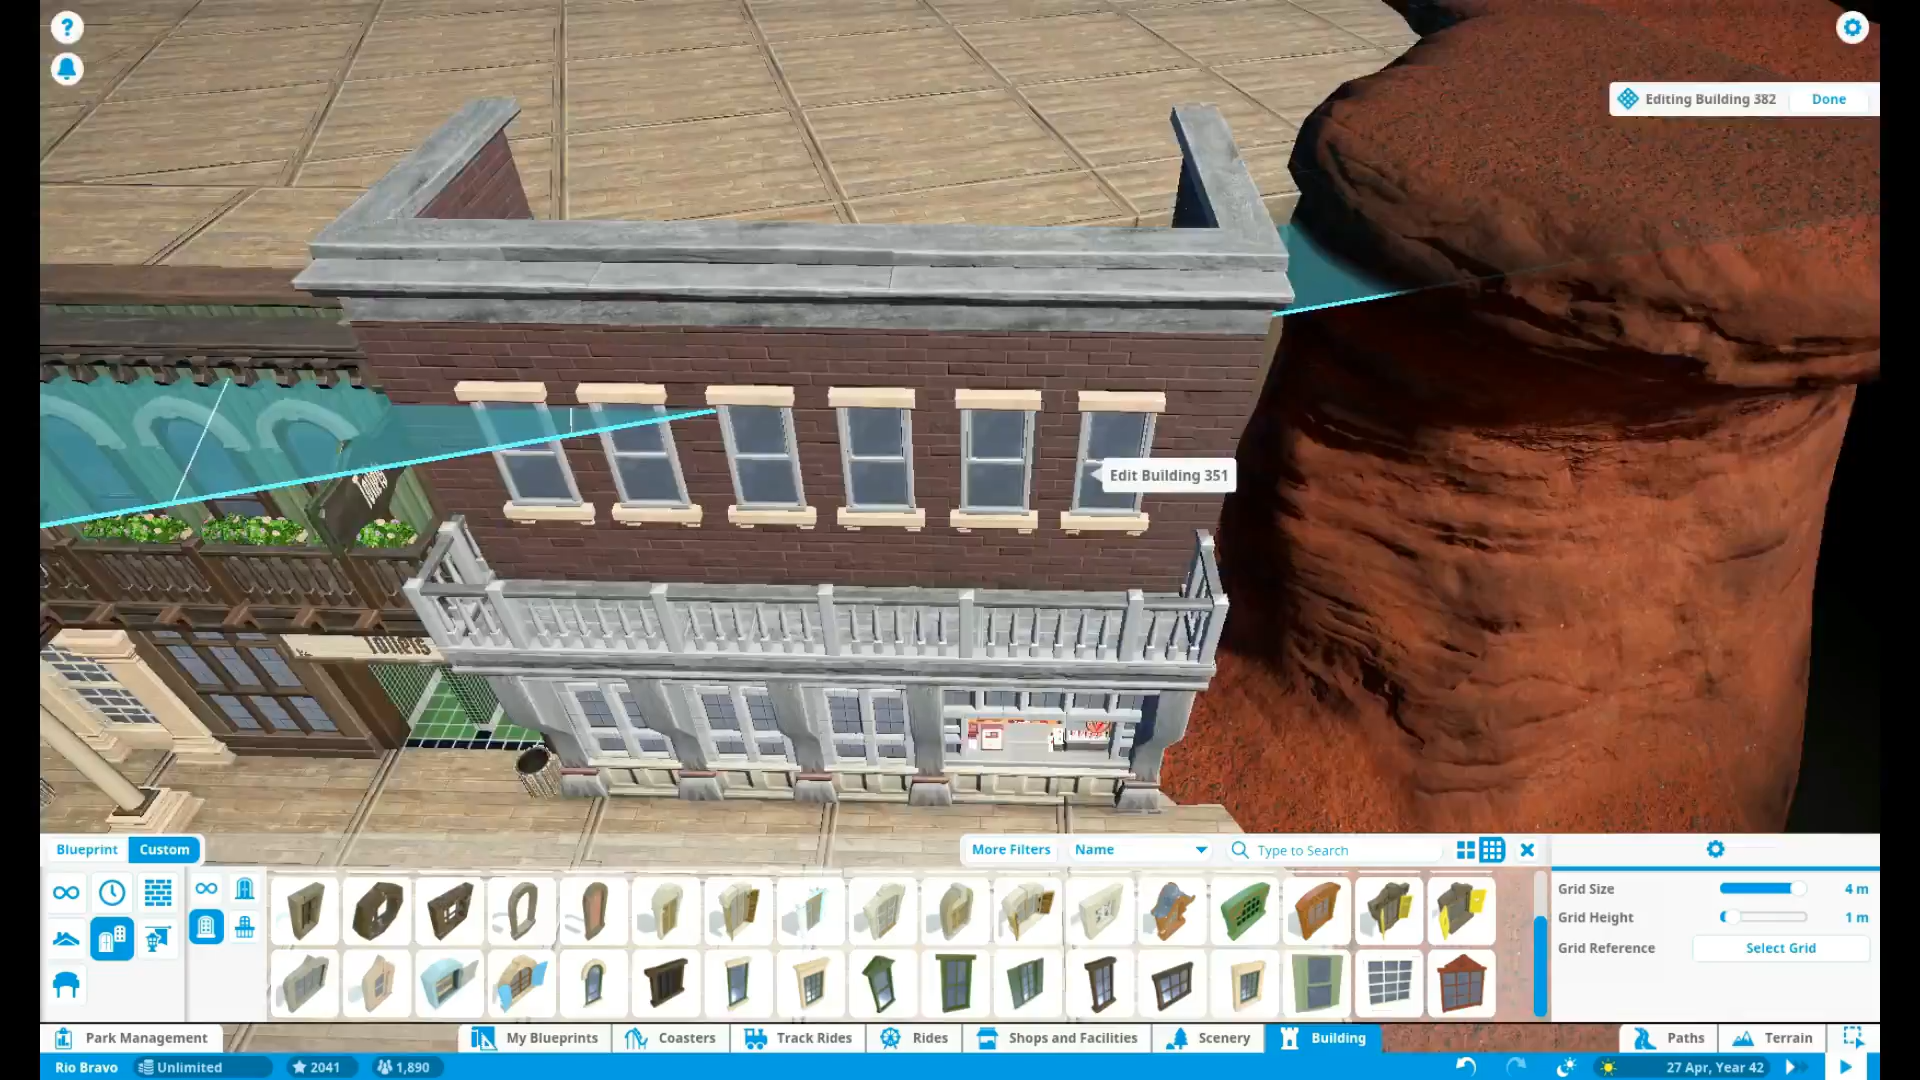 ?
Editing Building 382 Done
Edit Building 351
Toilets
Toilets
Blueprint Custom
More Filters Name Type to Search
Grid Size 4 m
Grid Height 1 m
Grid Reference Select Grid
Park Management My Blueprints Coasters Track Rides Rides Shops and Facilities Scenery Building Paths Terrain
Rio Bravo Unlimited 2041 1,890 27 Apr, Year 42